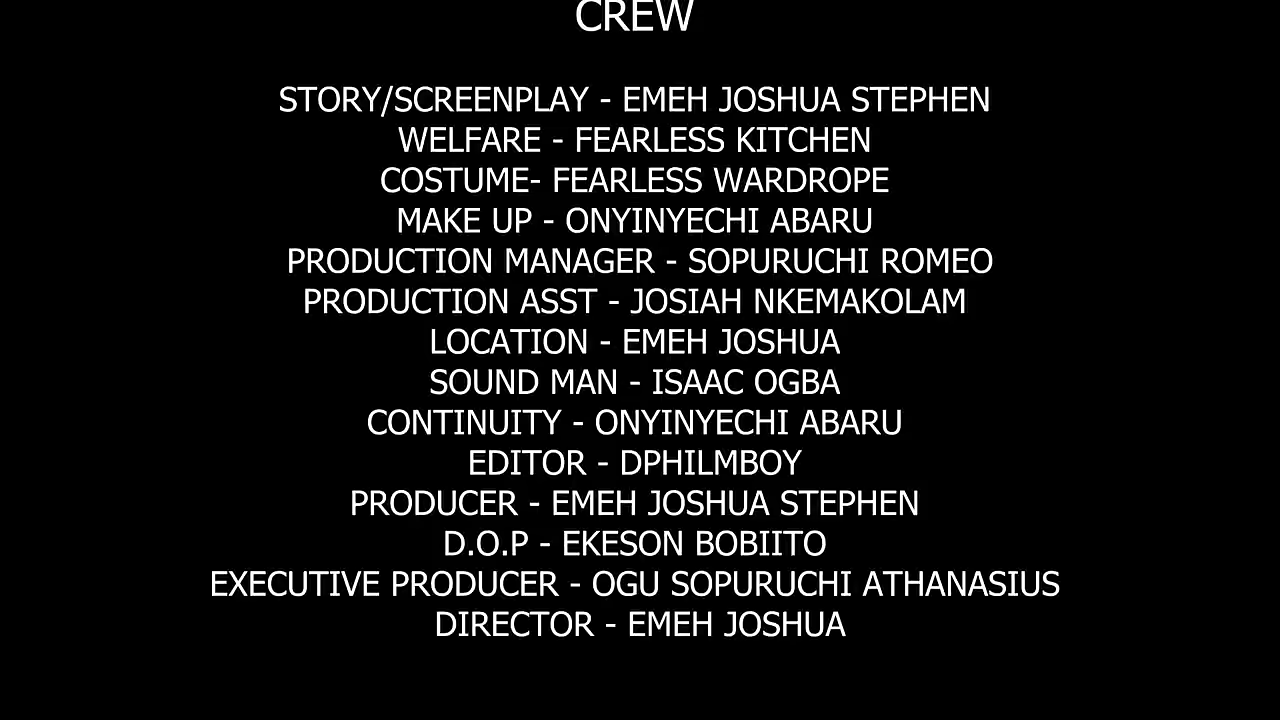 CREW
STORY/SCREENPLAY - EMEH JOSHUA STEPHEN
WELFARE - FEARLESS KITCHEN
COSTUME- FEARLESS WARDROPE
MAKE UP - ONYINYECHI ABARU
PRODUCTION MANAGER - SOPURUCHI ROMEO
PRODUCTION ASST - JOSIAH NKEMAKOLAM
LOCATION - EMEH JOSHUA
SOUND MAN - ISAAC OGBA
CONTINUITY - ONYINYECHI ABARU
EDITOR - DPHILMBOY
PRODUCER - EMEH JOSHUA STEPHEN
D.O.P - EKESON BOBIITO
EXECUTIVE PRODUCER - OGU SOPURUCHI ATHANASIUS
DIRECTOR - EMEH JOSHUA